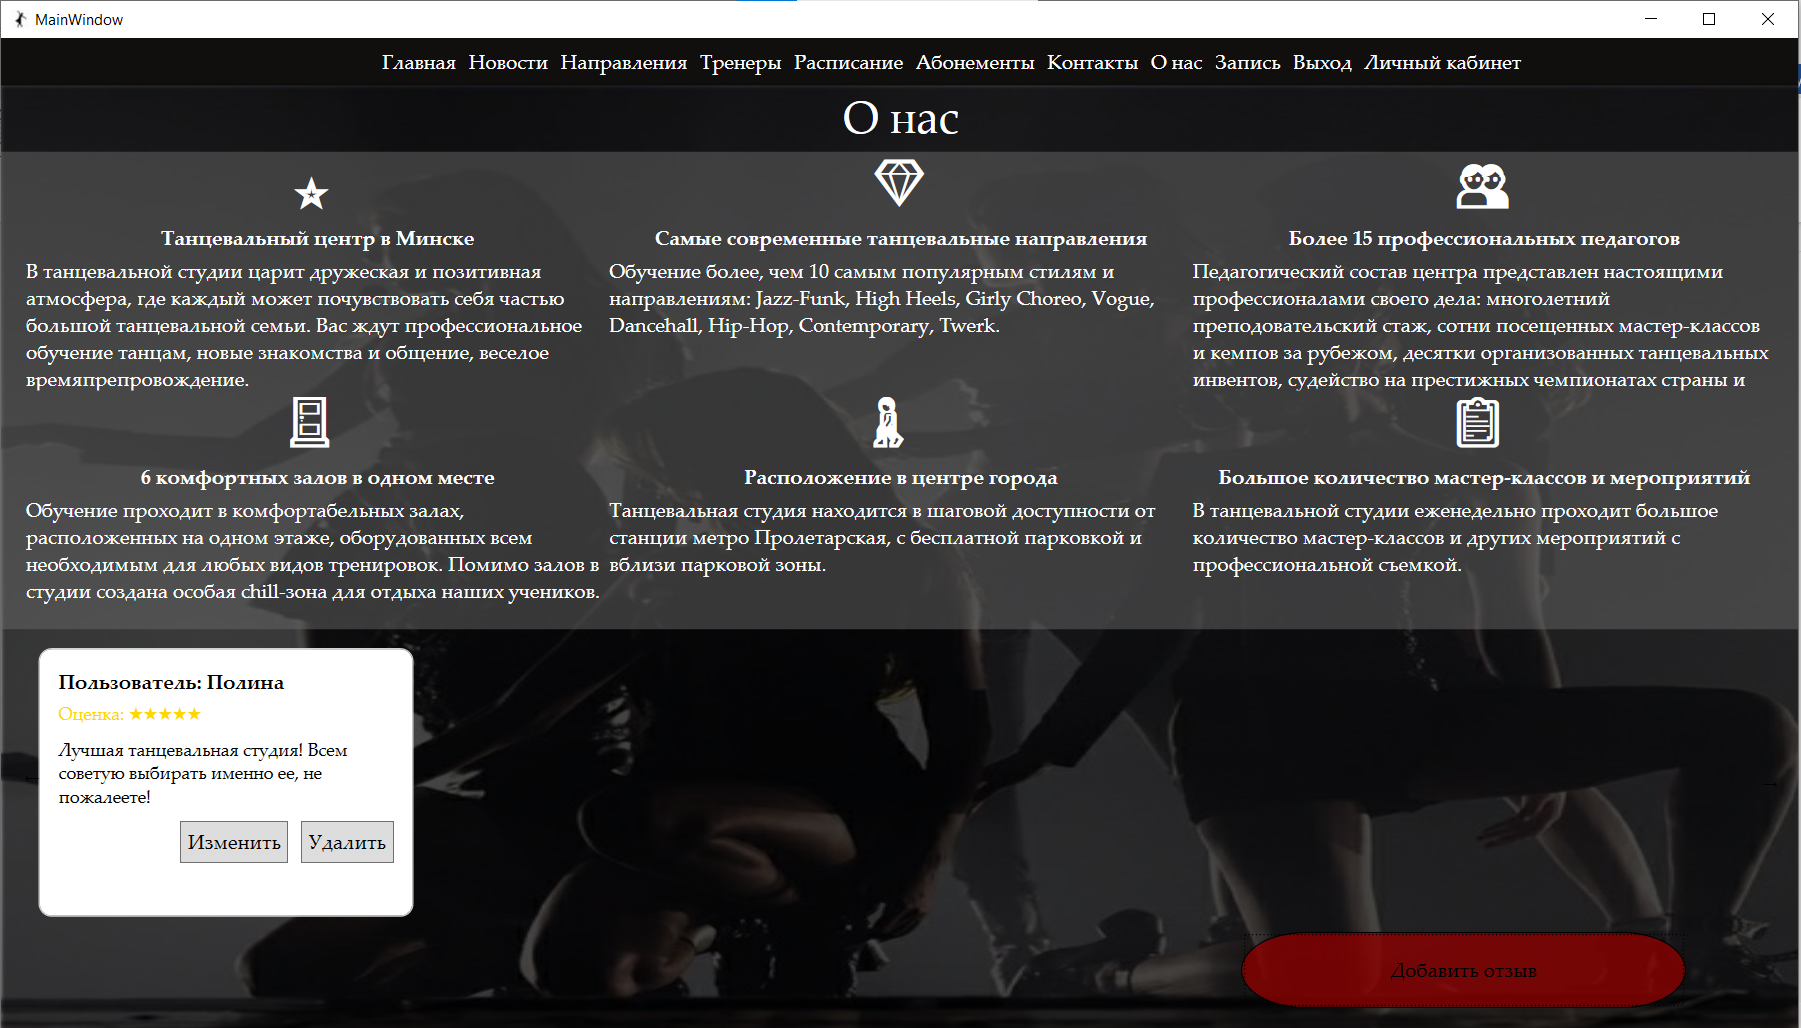 MainWindow
Главная Новости Направления Тренеры Расписание Абонементы Контакты О нас Запись Выход Личный кабинет
О нас
Танцевальный центр в Минске
В танцевальной студии царит дружеская и позитивная
атмосфера, где каждый может почувствовать себя частью
большой танцевальной семьи. Вас ждут профессиональное
обучение танцам, новые знакомства и общение, веселое
времяпрепровождение.
Самые современные танцевальные направления
Обучение более, чем 10 самым популярным стилям и
направлениям: Jazz-Funk, High Heels, Girly Choreo, Vogue,
Dancehall, Hip-Hop, Contemporary, Twerk.
Более 15 профессиональных педагогов
Педагогический состав центра представлен настоящими
профессионалами своего дела: многолетний
преподовательский стаж, сотни посещенных мастер-классов
и кемпов за рубежом, десятки организованных танцевальных
инвентов, судейство на престижных чемпионатах страны и
6 комфортных залов в одном месте
Обучение проходит в комфортабельных залах,
расположенных на одном этаже, оборудованных всем
необходимым для любых видов тренировок. Помимо залов в
студии создана особая chill-зона для отдыха наших учеников.
Расположение в центре города
Танцевальная студия находится в шаговой доступности от
станции метро Пролетарская, с бесплатной парковкой и
вблизи парковой зоны.
Большое количество мастер-классов и мероприятий
В танцевальной студии еженедельно проходит большое
количество мастер-классов и других мероприятий с
профессиональной съемкой.
Пользователь: Полина
Оценка: ★★★★★
Лучшая танцевальная студия! Всем
советую выбирать именно ее, не
пожалеете!
Изменить Удалить
Добавить отзыв